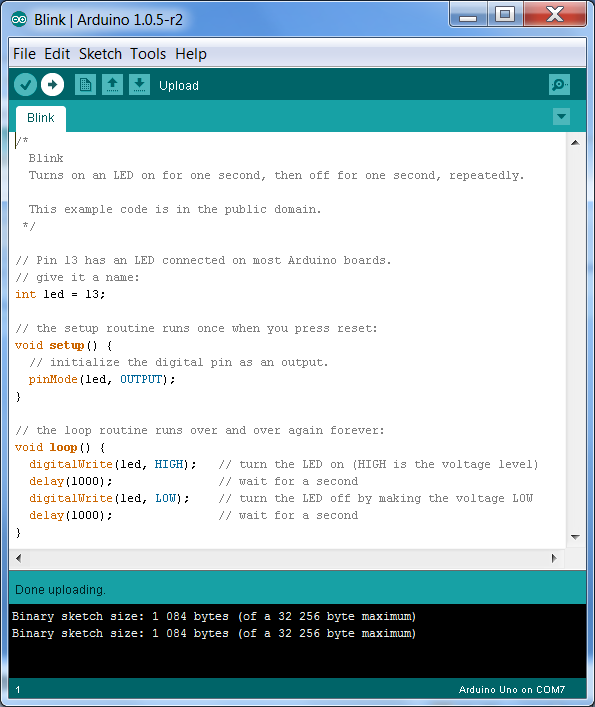 Blink | Arduino 1.0.5-r2
File Edit Sketch Tools Help
Upload
Blink
/*
  Blink
  Turns on an LED on for one second, then off for one second, repeatedly.

  This example code is in the public domain.
 */

// Pin 13 has an LED connected on most Arduino boards.
// give it a name:
int led = 13;

// the setup routine runs once when you press reset:
void setup() {
  // initialize the digital pin as an output.
  pinMode(led, OUTPUT);
}

// the loop routine runs over and over again forever:
void loop() {
  digitalWrite(led, HIGH);   // turn the LED on (HIGH is the voltage level)
  delay(1000);               // wait for a second
  digitalWrite(led, LOW);    // turn the LED off by making the voltage LOW
  delay(1000);               // wait for a second
}
Done uploading.
Binary sketch size: 1 084 bytes (of a 32 256 byte maximum)
Binary sketch size: 1 084 bytes (of a 32 256 byte maximum)
1 Arduino Uno on COM7